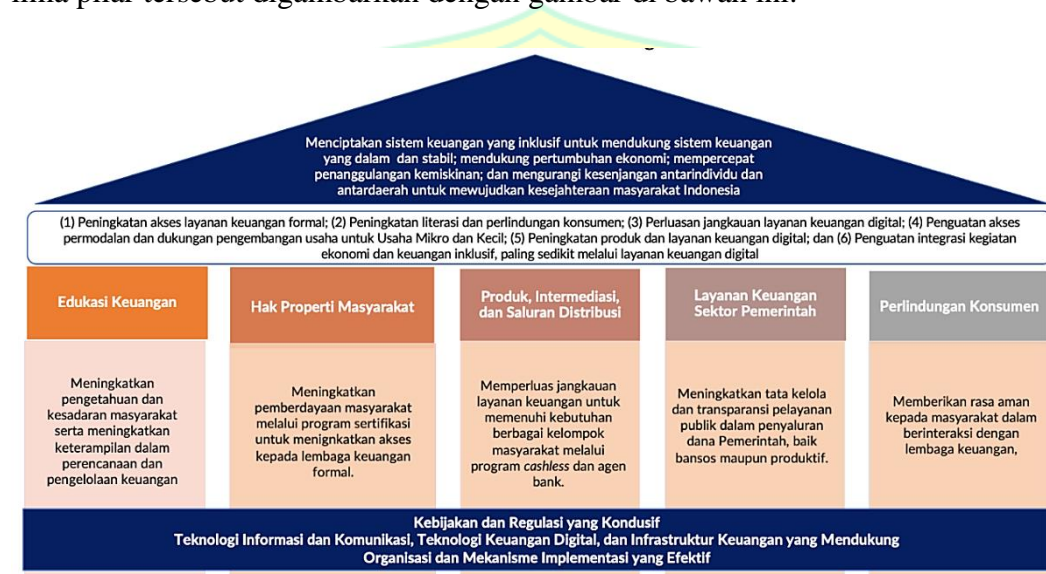 lima pilar tersebut digambarkan dengan gambar di bawah ini.
Menciptakan sistem keuangan yang inklusif untuk mendukung sistem keuangan
yang dalam dan stabil; mendukung pertumbuhan ekonomi; mempercepat
penanggulangan kemiskinan; dan mengurangi kesenjangan antarindividu dan
antardaerah untuk mewujudkan kesejahteraan masyarakat Indonesia
(1) Peningkatan akses layanan keuangan formal; (2) Peningkatan literasi dan perlindungan konsumen; (3) Perluasan jangkauan layanan keuangan digital; (4) Penguatan akses
permodalan dan dukungan pengembangan usaha untuk Usaha Mikro dan Kecil; (5) Peningkatan produk dan layanan keuangan digital; dan (6) Penguatan integrasi kegiatan
ekonomi dan keuangan inklusif, paling sedikit melalui layanan keuangan digital
Edukasi Keuangan
Meningkatkan
pengetahuan dan
kesadaran masyarakat
serta meningkatkan
keterampilan dalam
perencanaan dan
pengelolaan keuangan
Hak Properti Masyarakat
Meningkatkan
pemberdayaan masyarakat
melalui program sertifikasi
untuk menignkatkan akses
kepada lembaga keuangan
formal.
Produk, Intermediasi,
dan Saluran Distribusi
Memperluas jangkauan
layanan keuangan untuk
memenuhi kebutuhan
berbagai kelompok
masyarakat melalui
program cashless dan agen
bank.
Layanan Keuangan
Sektor Pemerintah
Meningkatkan tata kelola
dan transparansi pelayanan
publik dalam penyaluran
dana Pemerintah, baik
bansos maupun produktif.
Perlindungan Konsumen
Memberikan rasa aman
kepada masyarakat dalam
berinteraksi dengan
lembaga keuangan,
Kebijakan dan Regulasi yang Kondusif
Teknologi Informasi dan Komunikasi, Teknologi Keuangan Digital, dan Infrastruktur Keuangan yang Mendukung
Organisasi dan Mekanisme Implementasi yang Efektif